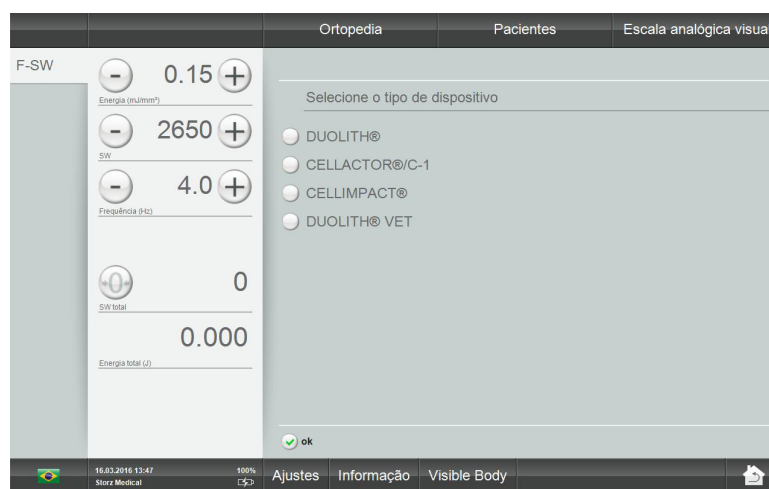 Ortopedia
Pacientes
Escala analógica visua
F-SW
- 0.15 +
Energia (mJ/mm²)
- 2650 +
SW
- 4.0 +
Frequência (Hz)
-0- 0
SW total
0.000
Energia total (J)
Selecione o tipo de dispositivo
DUOLITH®
CELLACTOR®/C-1
CELLIMPACT®
DUOLITH® VET
ok
16.03.2016 13:47 100%
Storz Medical
Ajustes
Informação
Visible Body